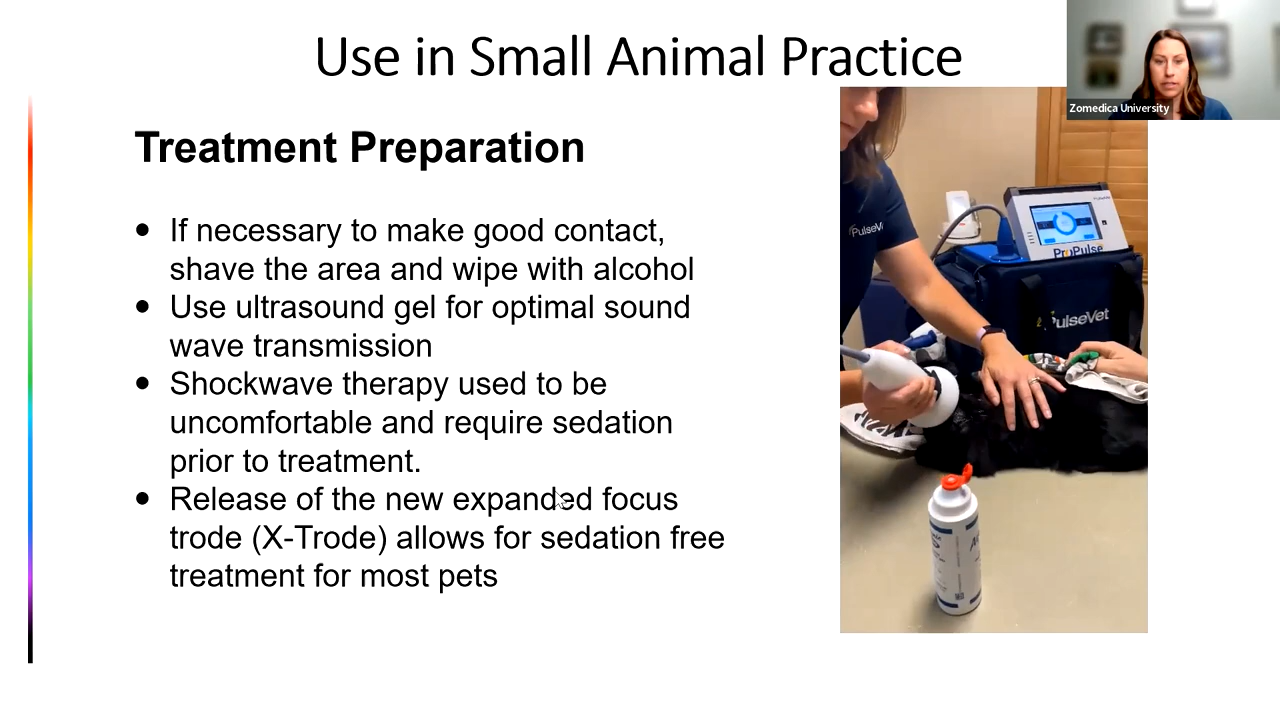 Use in Small Animal Practice
Zomedica University
Treatment Preparation
● If necessary to make good contact,
shave the area and wipe with alcohol
● Use ultrasound gel for optimal sound
wave transmission
● Shockwave therapy used to be
uncomfortable and require sedation
prior to treatment.
● Release of the new expanded focus
trode (X-Trode) allows for sedation free
treatment for most pets
PulseVet
ProPulse
PulseVet